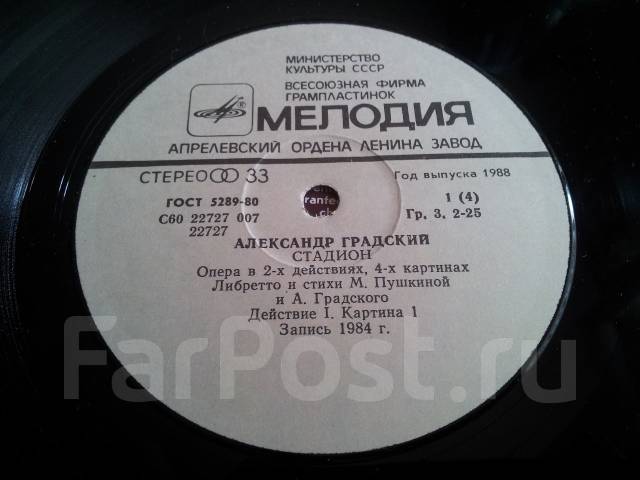 МИНИСТЕРСТВО
КУЛЬТУРЫ СССР
ВСЕСОЮЗНАЯ ФИРМА
ГРАМПЛАСТИНОК
МЕЛОДИЯ
АПРЕЛЕВСКИЙ ОРДЕНА ЛЕНИНА ЗАВОД
СТЕРЕО 33
Год выпуска 1988
ГОСТ 5289-80
1 (4)
С60 22727 007
Гр. 3, 2-25
22727
АЛЕКСАНДР ГРАДСКИЙ
СТАДИОН
Опера в 2-х действиях, 4-х картинах
Либретто и стихи М. Пушкиной
и А. Градского
Действие I. Картина 1
Запись 1984 г.
FarPost.ru